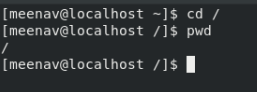 [meenav@localhost ~]$ cd /
[meenav@localhost /]$ pwd
/
[meenav@localhost /]$